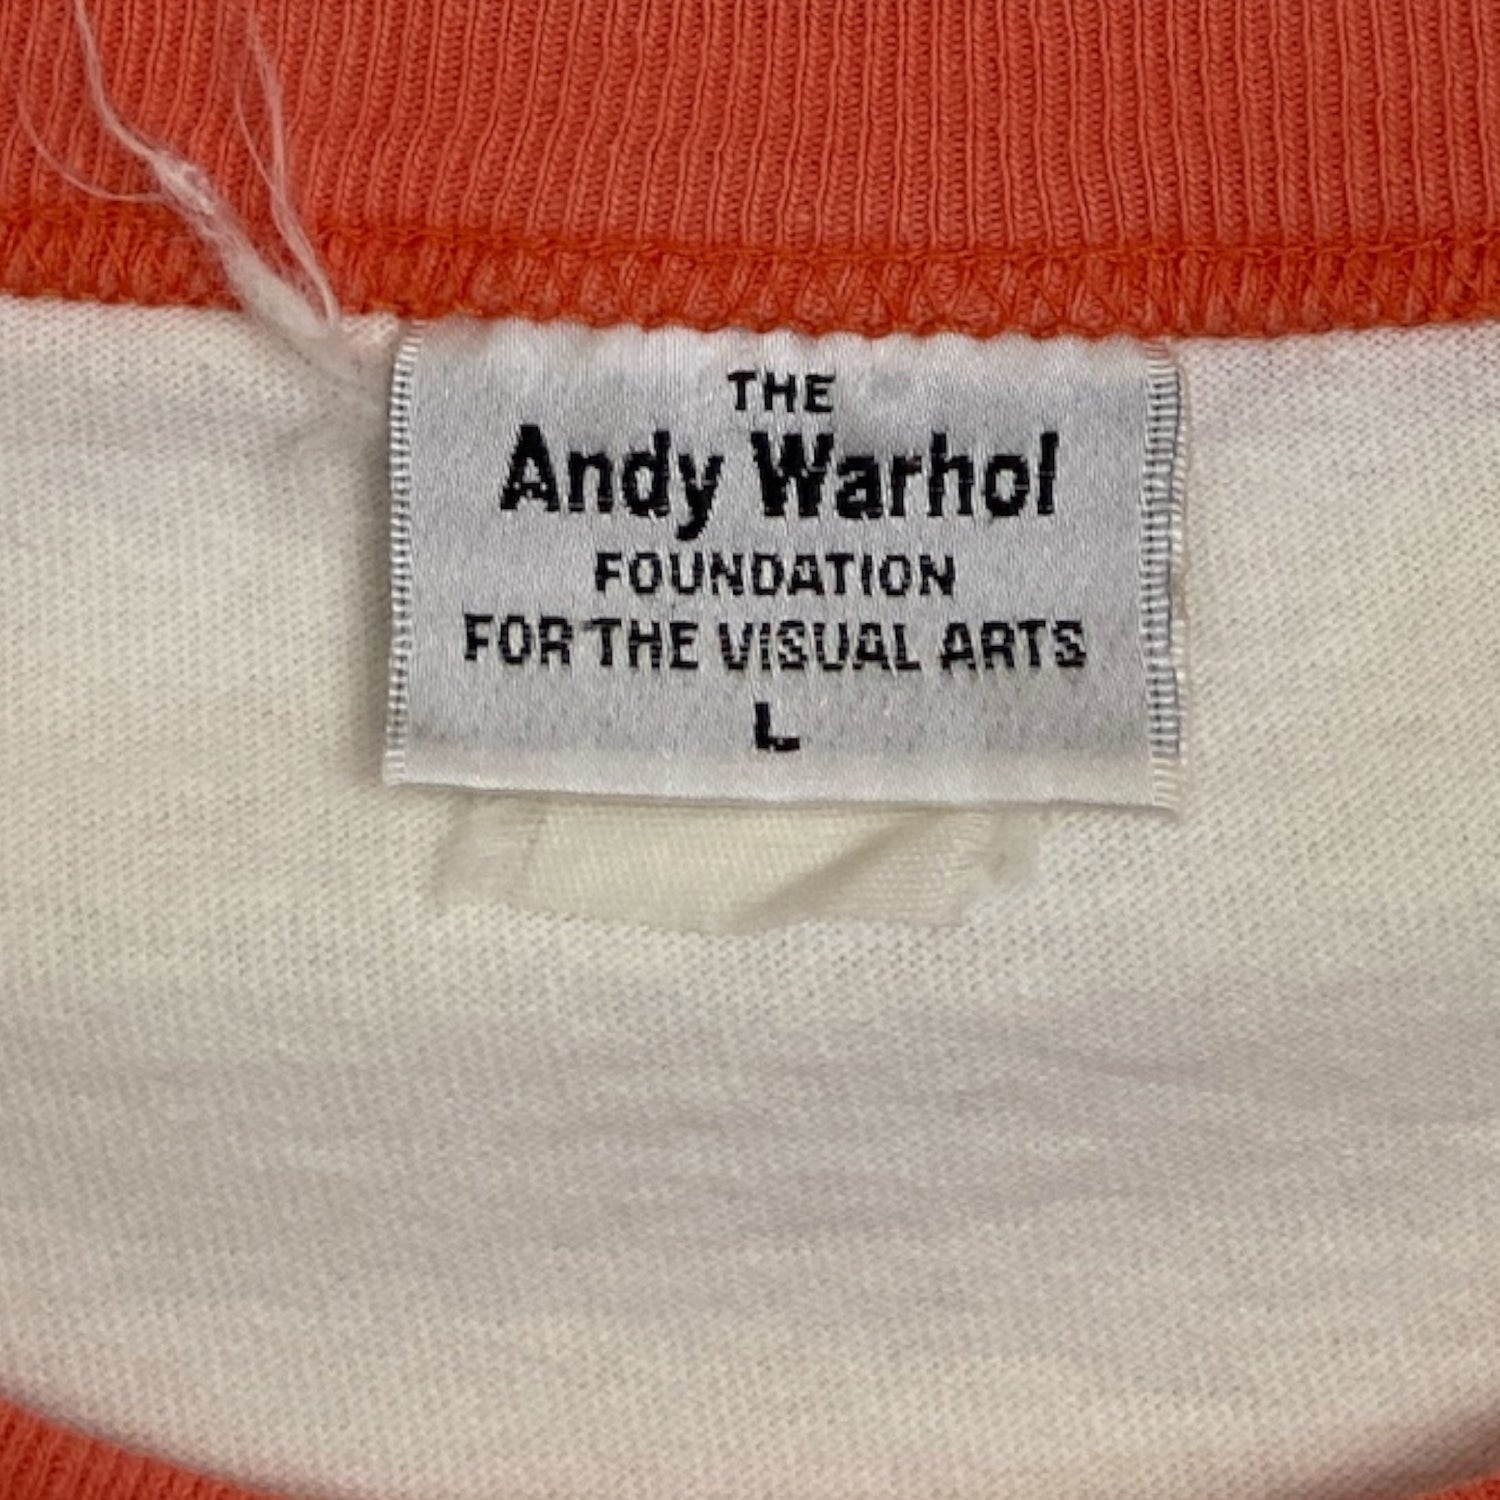 THE
Andy Warhol
FOUNDATION
FOR THE VISUAL ARTS
L